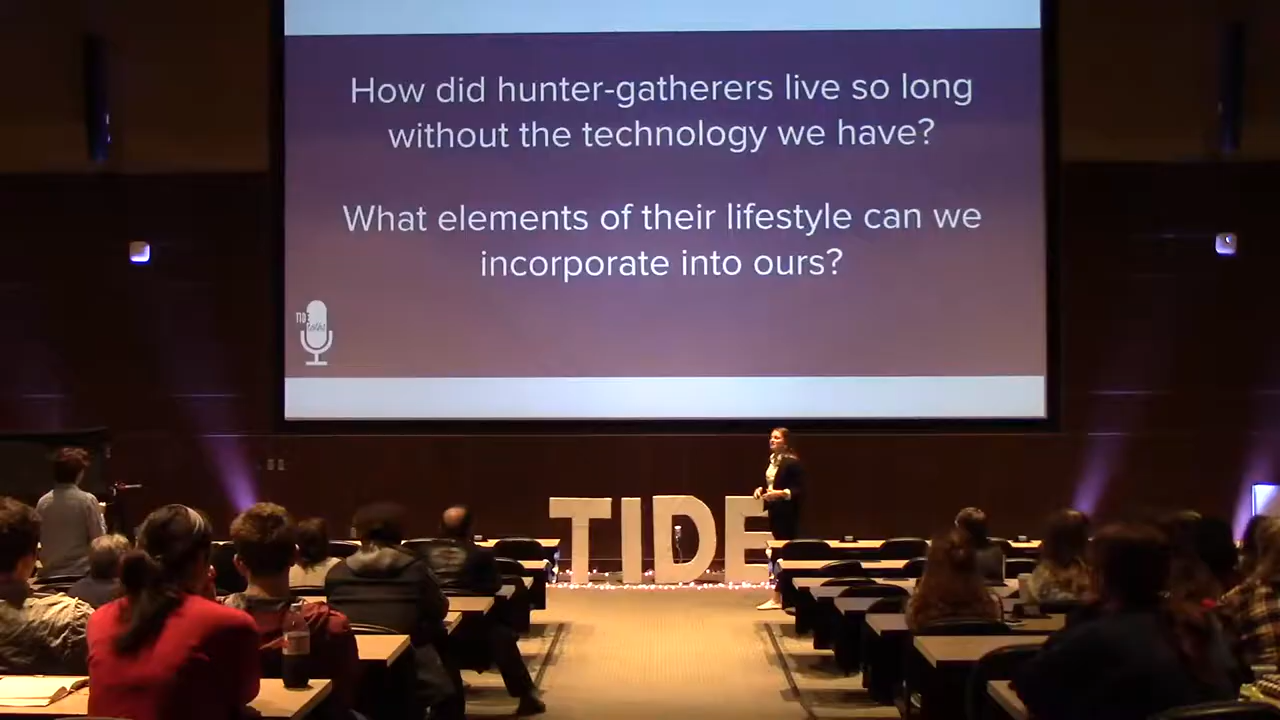 How did hunter-gatherers live so long
without the technology we have?
What elements of their lifestyle can we
incorporate into ours?
TIDE